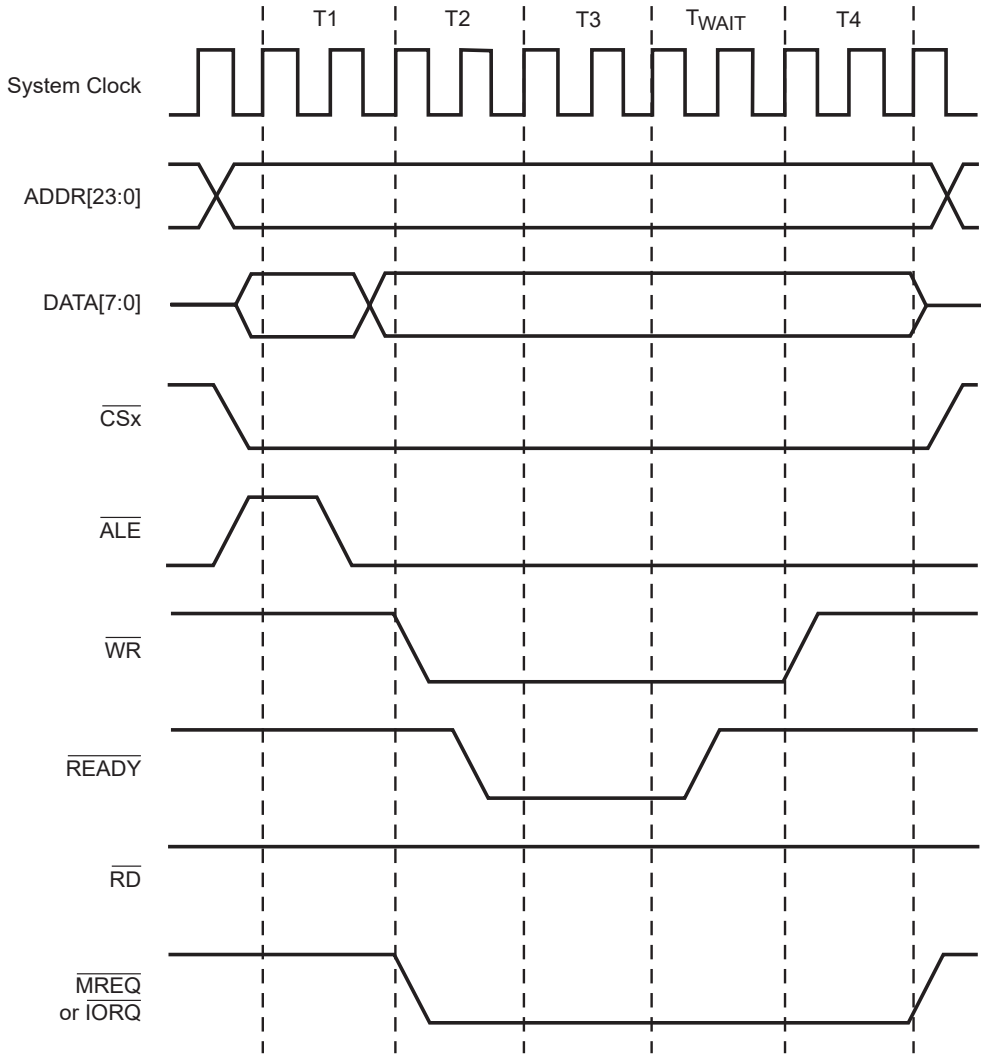 T1 T2 T3 TWAIT T4
System Clock
ADDR[23:0]
DATA[7:0]
CSx
ALE
WR
READY
RD
MREQ
or IORQ